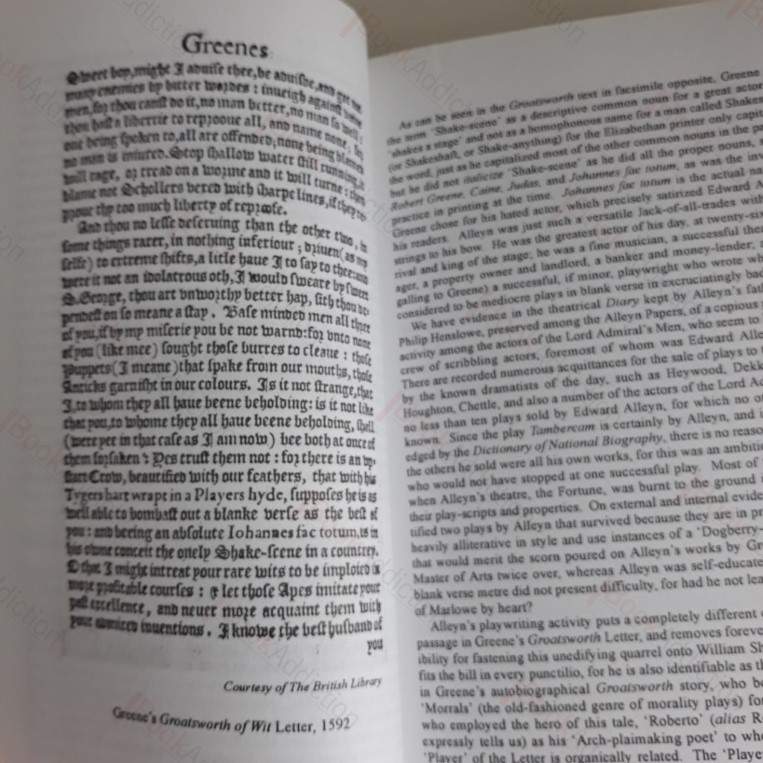 Greenes
Sweet boy, might I aduise thee, be aduisde, and get not
many enemies by bitter wordes : inueigh against vaine
men, for thou canst do it, no man better, no man so well:
thou hast a libertie to reprooue all, and name none; for
one being spoken to, all are offended; none being blamed
no man is iniured. Stop shallow water still running, it
will rage, or tread on a worme and it will turne : then
blame not Schollers vexed with sharpe lines, if they re-
proue thy too much liberty of reproofe.
And thou no lesse deseruing than the other two, in
some things rarer, in nothing inferiour ; driuen (as my
selfe) to extreme shifts, a litle haue I to say to thee: and
were it not an idolatrous oth, I would sweare by sweet
S. George, thou art vnworthy better hap, sith thou de-
pendest on so meane a stay. Base minded men all three
of you, if by my miserie you be not warnd: for vnto none
of you (like mee) sought those burres to cleaue : those
Puppets (I meane) that spake from our mouths, those
Anticks garnisht in our colours. Is it not strange, that
I, to whom they all haue beene beholding: is it not like
that you, to whome they all haue beene beholding, shall
(were yee in that case as I am now) bee both at once of
them forsaken? Yes trust them not : for there is an vp-
start Crow, beautified with our feathers, that with his
Tygers hart wrapt in a Players hyde, supposes he is as
well able to bombast out a blanke verse as the best of
you : and beeing an absolute Iohannes fac totum, is in
his owne conceit the onely Shake-scene in a countrey.
O that I might intreat your rare wits to be imploied in
more profitable courses : & let those Apes imitate your
past excellence, and neuer more acquaint them with
your admired inuentions. I knowe the best husband of
you
Courtesy of The British Library
Greene's Groatsworth of Wit Letter, 1592
As can be seen in the Groatsworth text in facsimile opposite, Greene
the term 'Shake-scene' as a descriptive common noun for a great actor
'shakes a stage' and not as a homophonous name for a man called Shakes
(or Shakeshaft, or Shake-anything) for the Elizabethan printer only capit
the word, just as he capitalized most of the other common nouns in the p
but he did not italicize 'Shake-scene' as he did all the proper nouns,
Robert Greene, Caine, Judas, and Johannes fac totum, as was the inv
practice in printing at the time. Johannes fac totum is the actual na
Greene chose for his hated actor, which precisely satirized Edward A
his readers. Alleyn was just such a versatile Jack-of-all-trades with
strings to his bow. He was the greatest actor of his day, at twenty-six
rival and king of the stage; he was a fine musician, a successful thea
ager, a property owner and landlord, a banker and money-lender; a
galling to Greene) a successful, if minor, playwright who wrote wh
considered to be mediocre plays in blank verse in excruciatingly bad
We have evidence in the theatrical Diary kept by Alleyn's fath
Philip Henslowe, preserved among the Alleyn Papers, of a copious
activity among the actors of the Lord Admiral's Men, who seem to
crew of scribbling actors, foremost of whom was Edward Alle
There are recorded numerous acquittances for the sale of plays to t
by the known dramatists of the day, such as Heywood, Dekk
Houghton, Chettle, and also a number of the actors of the Lord Ad
no less than ten plays sold by Edward Alleyn, for which no o
known. Since the play Tambercam is certainly by Alleyn, and i
edged by the Dictionary of National Biography, there is no reaso
the others he sold were all his own works, for this was an ambitio
who would not have stopped at one successful play. Most of
when Alleyn's theatre, the Fortune, was burnt to the ground i
their play-scripts and properties. On external and internal evide
tified two plays by Alleyn that survived because they are in pr
heavily alliterative in style and use instances of a 'Dogberry-
that would merit the scorn poured on Alleyn's works by Gr
Master of Arts twice over, whereas Alleyn was self-educate
blank verse metre did not present difficulty, for had he not lea
of Marlowe by heart?
Alleyn's playwriting activity puts a completely different
passage in Greene's Groatsworth Letter, and removes foreve
ibility for fastening this unedifying quarrel onto William Sh
fits the bill in every punctilio, for he is also identifiable as th
in Greene's autobiographical Groatsworth story, who be
'Morrals' (the old-fashioned genre of morality plays) for
who employed the hero of this tale, 'Roberto' (alias R
expressly tells us) as his 'Arch-plaimaking poet' to who
'Player' of the Letter is organically related. The 'Playe